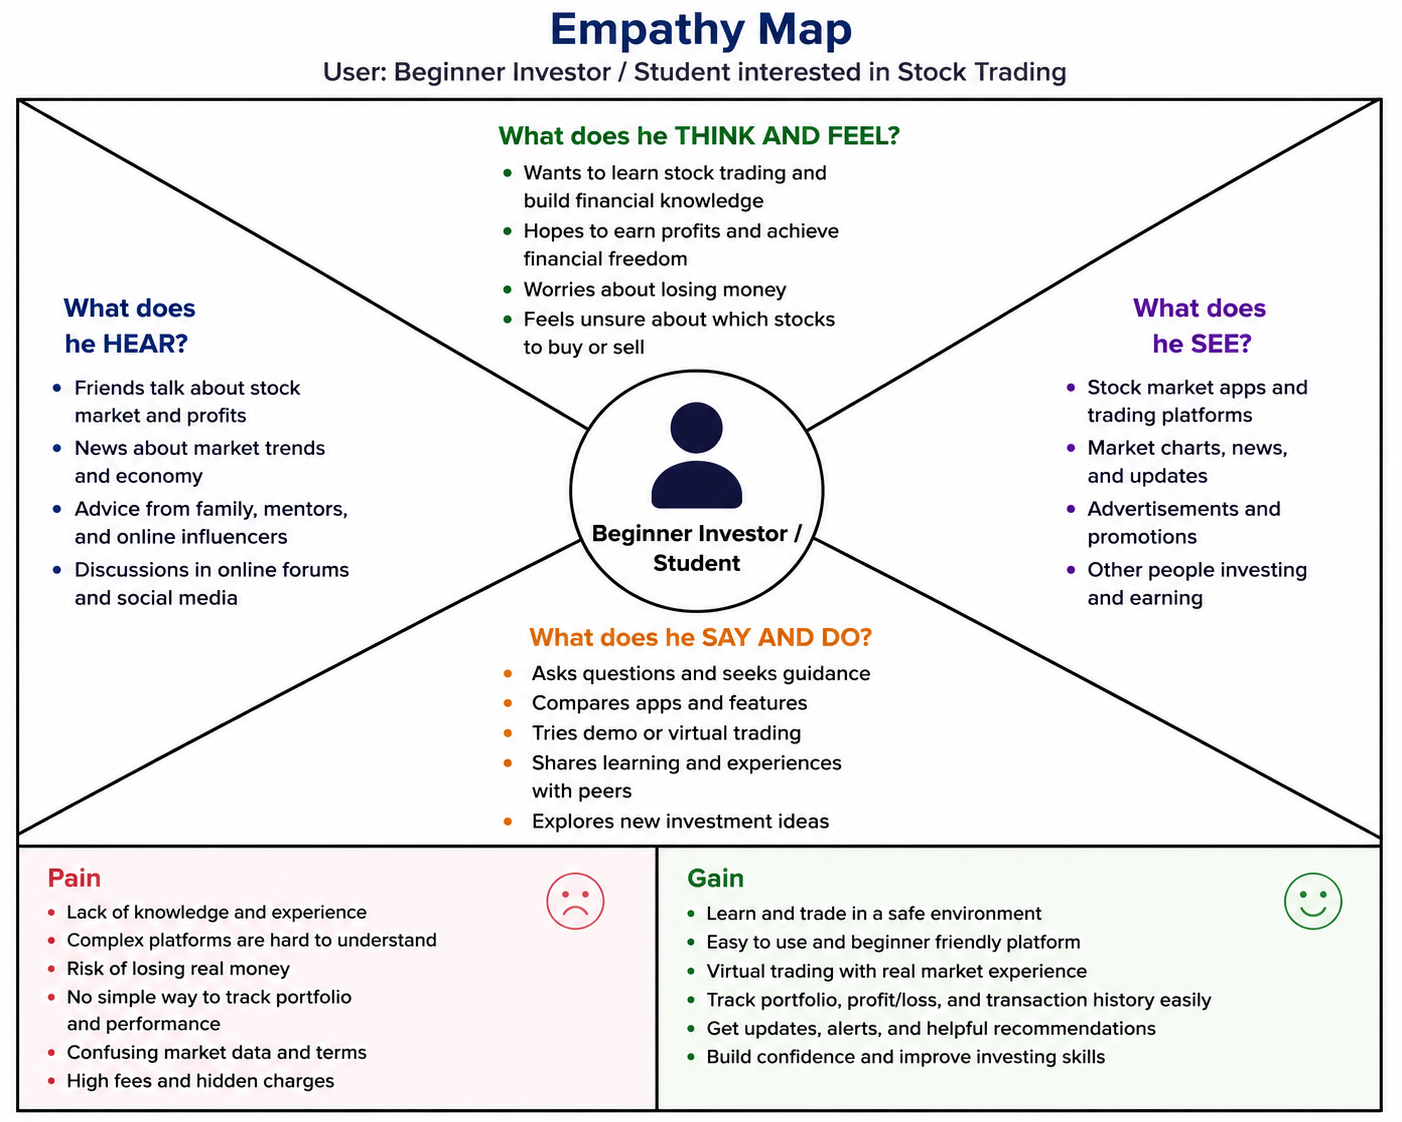 Empathy Map
User: Beginner Investor / Student interested in Stock Trading
What does he THINK AND FEEL?
• Wants to learn stock trading and
build financial knowledge
• Hopes to earn profits and achieve
financial freedom
• Worries about losing money
• Feels unsure about which stocks
to buy or sell
What does
he HEAR?
• Friends talk about stock
market and profits
• News about market trends
and economy
• Advice from family, mentors,
and online influencers
• Discussions in online forums
and social media
Beginner Investor /
Student
What does
he SEE?
• Stock market apps and
trading platforms
• Market charts, news,
and updates
• Advertisements and
promotions
• Other people investing
and earning
What does he SAY AND DO?
• Asks questions and seeks guidance
• Compares apps and features
• Tries demo or virtual trading
• Shares learning and experiences
with peers
• Explores new investment ideas
Pain
• Lack of knowledge and experience
• Complex platforms are hard to understand
• Risk of losing real money
• No simple way to track portfolio
and performance
• Confusing market data and terms
• High fees and hidden charges
Gain
• Learn and trade in a safe environment
• Easy to use and beginner friendly platform
• Virtual trading with real market experience
• Track portfolio, profit/loss, and transaction history easily
• Get updates, alerts, and helpful recommendations
• Build confidence and improve investing skills